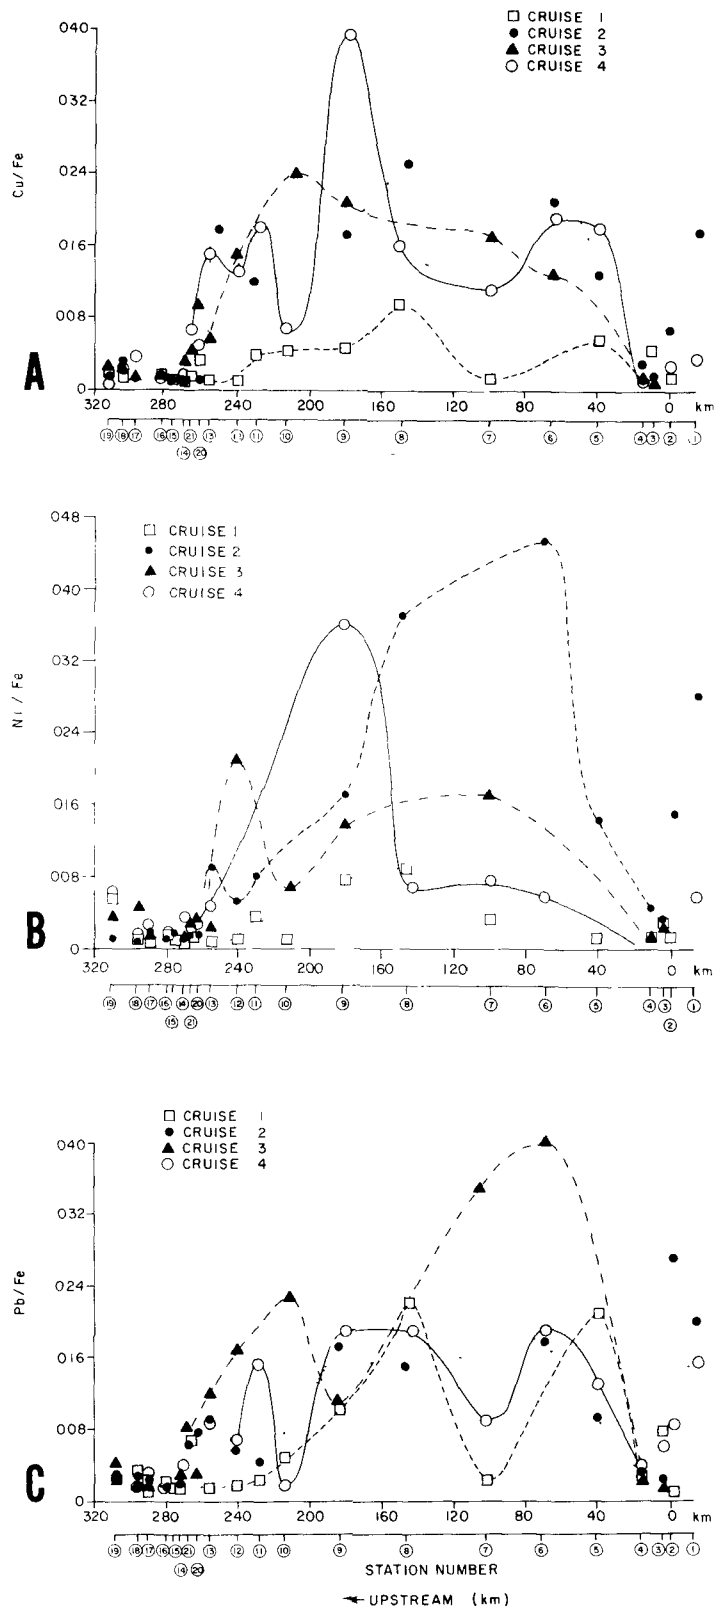 □ CRUISE 1
● CRUISE 2
▲ CRUISE 3
○ CRUISE 4
Cu/Fe
040
032
024
016
008
0
A
320 280 240 200 160 120 80 40 0 km
19 18 17 16 15 21 13 11 10 9 8 7 6 5 4 3 2 1
14 20
□ CRUISE 1
● CRUISE 2
▲ CRUISE 3
○ CRUISE 4
Ni/Fe
048
040
032
024
016
008
0
B
320 280 240 200 160 120 80 40 0 km
19 18 17 16 14 20 13 12 11 10 9 8 7 6 5 4 3 1
15 21 2
□ CRUISE 1
● CRUISE 2
▲ CRUISE 3
○ CRUISE 4
Pb/Fe
040
032
024
016
008
0
C
320 280 240 200 160 120 80 40 0 km
19 18 17 16 15 21 13 12 11 10 9 8 7 6 5 4 3 2 1
14 20
STATION NUMBER
← UPSTREAM (km)